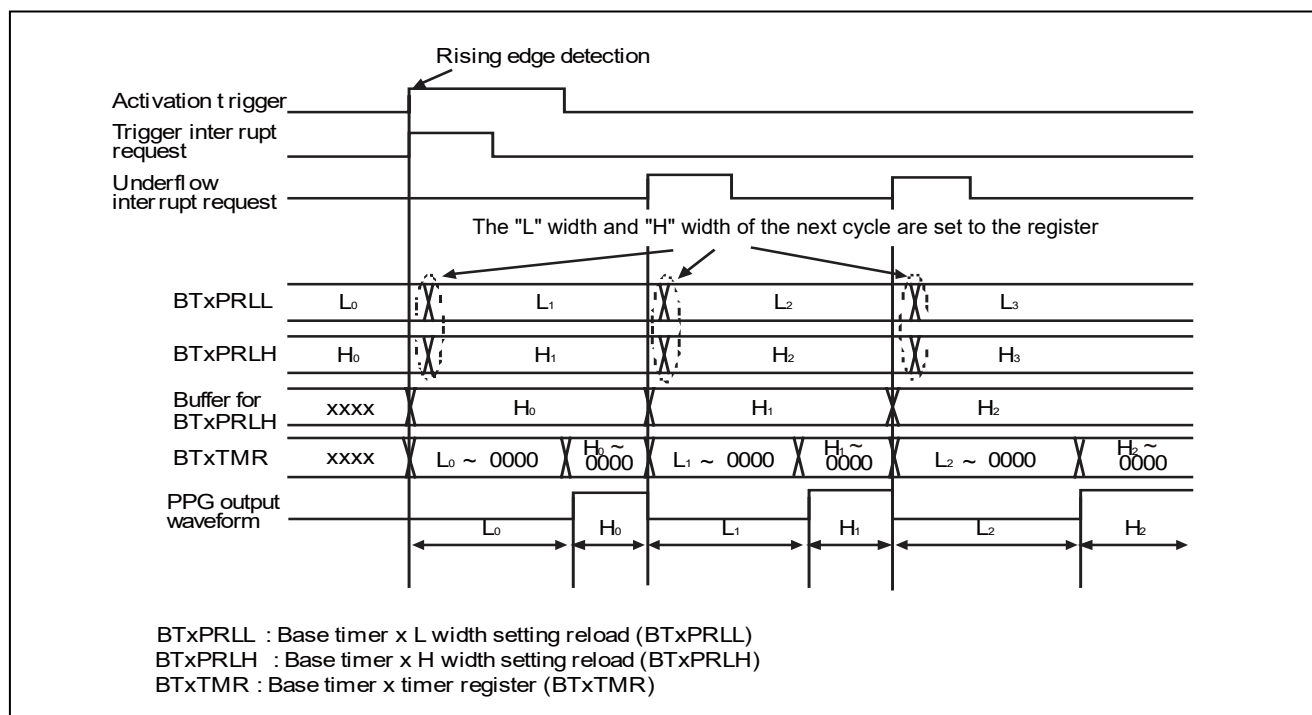 Rising edge detection
Activation t rigger
Trigger inter rupt
request
Underflow
inter rupt request
The "L" width and "H" width of the next cycle are set to the register
BTxPRLL L₀ L₁ L₂ L₃
BTxPRLH H₀ H₁ H₂ H₃
Buffer for
BTxPRLH xxxx H₀ H₁ H₂
BTxTMR xxxx L₀ ~ 0000 H₀ ~ 0000 L₁ ~ 0000 H₁ ~ 0000 L₂ ~ 0000 H₂ ~ 0000
PPG output
waveform
L₀ H₀ L₁ H₁ L₂ H₂
BTxPRLL : Base timer x L width setting reload (BTxPRLL)
BTxPRLH : Base timer x H width setting reload (BTxPRLH)
BTxTMR : Base timer x timer register (BTxTMR)